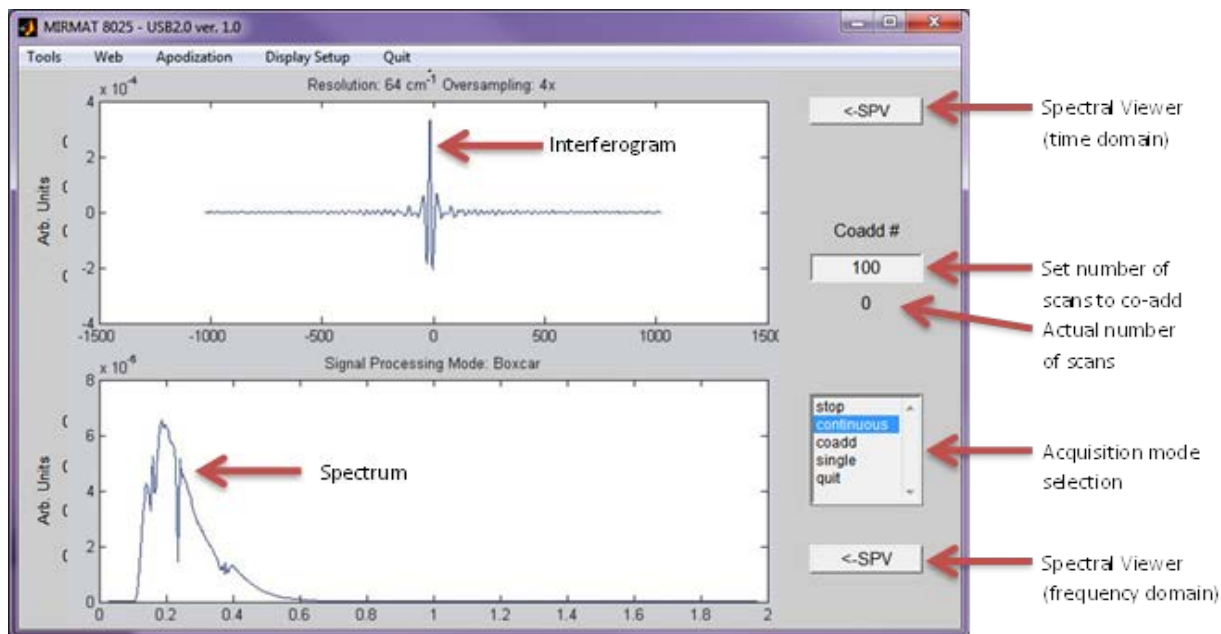 MIRMAT 8025 - USB2.0 ver. 1.0
Tools Web Apodization Display Setup Quit
Resolution: 64 cm-1 Oversampling: 4x
x 10-4
4
2
0
-2
-4
Arb. Units
-1500 -1000 -500 0 500 1000 150
Interferogram
Signal Processing Mode: Boxcar
x 10-6
8
6
4
2
0
Arb. Units
0 0.2 0.4 0.6 0.8 1 1.2 1.4 1.6 1.8 2
Spectrum
<-SPV
Coadd #
100
0
stop
continuous
coadd
single
quit
<-SPV
Spectral Viewer
(time domain)
Set number of
scans to co-add
Actual number
of scans
Acquisition mode
selection
Spectral Viewer
(frequency domain)